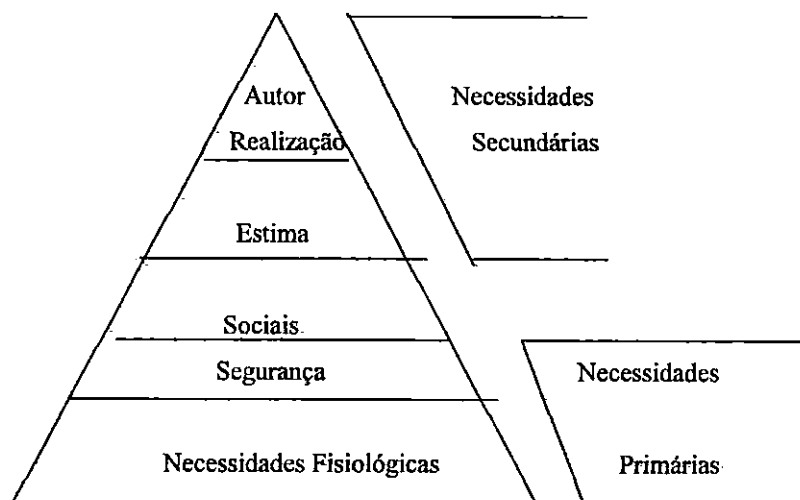 Autor
Realização
Necessidades
Secundárias
Estima
Sociais
Segurança
Necessidades Fisiológicas
Necessidades
Primárias